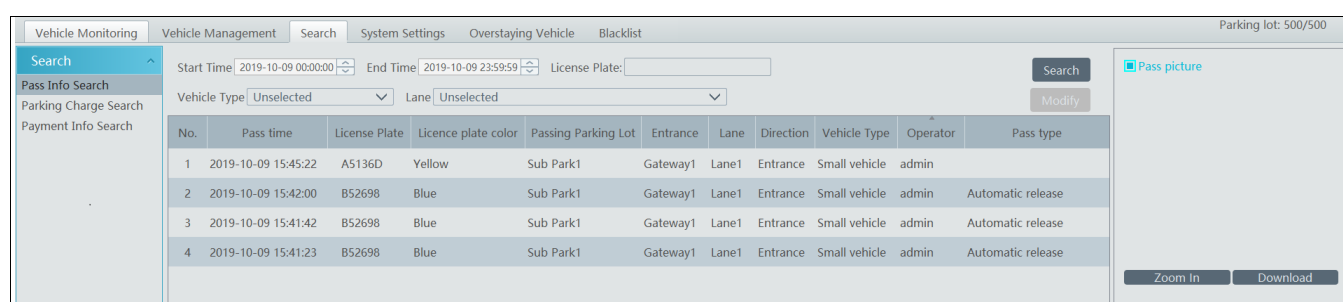 Vehicle Monitoring Vehicle Management Search System Settings Overstaying Vehicle Blacklist Parking lot: 500/500
Search
Pass Info Search
Parking Charge Search
Payment Info Search
Start Time 2019-10-09 00:00:00 End Time 2019-10-09 23:59:59 License Plate: Search
Vehicle Type Unselected Lane Unselected Modify
No. Pass time License Plate Licence plate color Passing Parking Lot Entrance Lane Direction Vehicle Type Operator Pass type
1 2019-10-09 15:45:22 A5136D Yellow Sub Park1 Gateway1 Lane1 Entrance Small vehicle admin
2 2019-10-09 15:42:00 B52698 Blue Sub Park1 Gateway1 Lane1 Entrance Small vehicle admin Automatic release
3 2019-10-09 15:41:42 B52698 Blue Sub Park1 Gateway1 Lane1 Entrance Small vehicle admin Automatic release
4 2019-10-09 15:41:23 B52698 Blue Sub Park1 Gateway1 Lane1 Entrance Small vehicle admin Automatic release
Pass picture
Zoom In Download